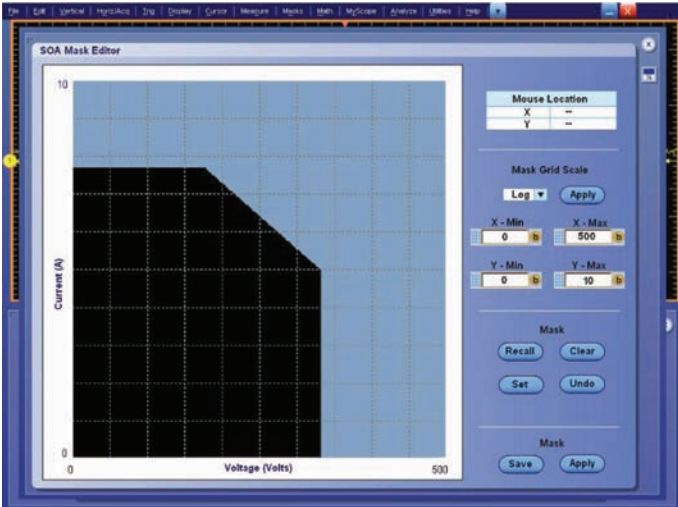 File Edit Vertical Horiz/Acq Trig Display Cursor Measure Masks Math MyScope Analyze Utilities Help
SOA Mask Editor
10
Current (A)
0
0
Voltage (Volts)
500
Mouse Location
X --
Y --
Mask Grid Scale
Log Apply
X - Min X - Max
0 b 500 b
Y - Min Y - Max
0 b 10 b
Mask
Recall Clear
Set Undo
Mask
Save Apply